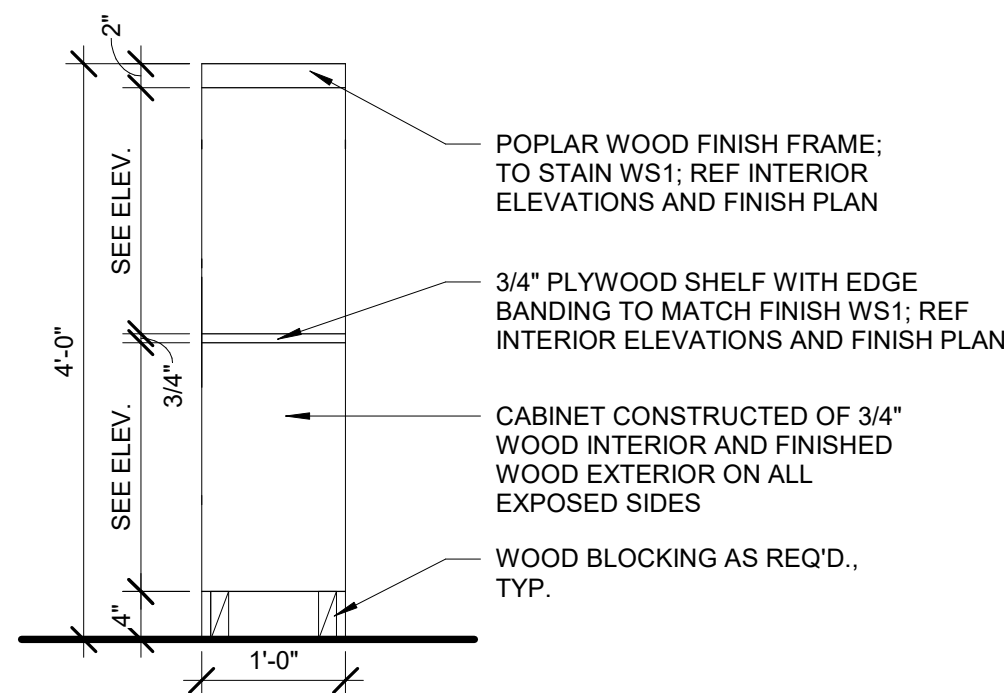 2"
POPLAR WOOD FINISH FRAME;
TO STAIN WS1; REF INTERIOR
ELEVATIONS AND FINISH PLAN
SEE ELEV.
3/4" PLYWOOD SHELF WITH EDGE
BANDING TO MATCH FINISH WS1; REF
INTERIOR ELEVATIONS AND FINISH PLAN
4'-0"
3/4"
CABINET CONSTRUCTED OF 3/4"
WOOD INTERIOR AND FINISHED
WOOD EXTERIOR ON ALL
EXPOSED SIDES
SEE ELEV.
WOOD BLOCKING AS REQ'D.,
TYP.
4"
1'-0"